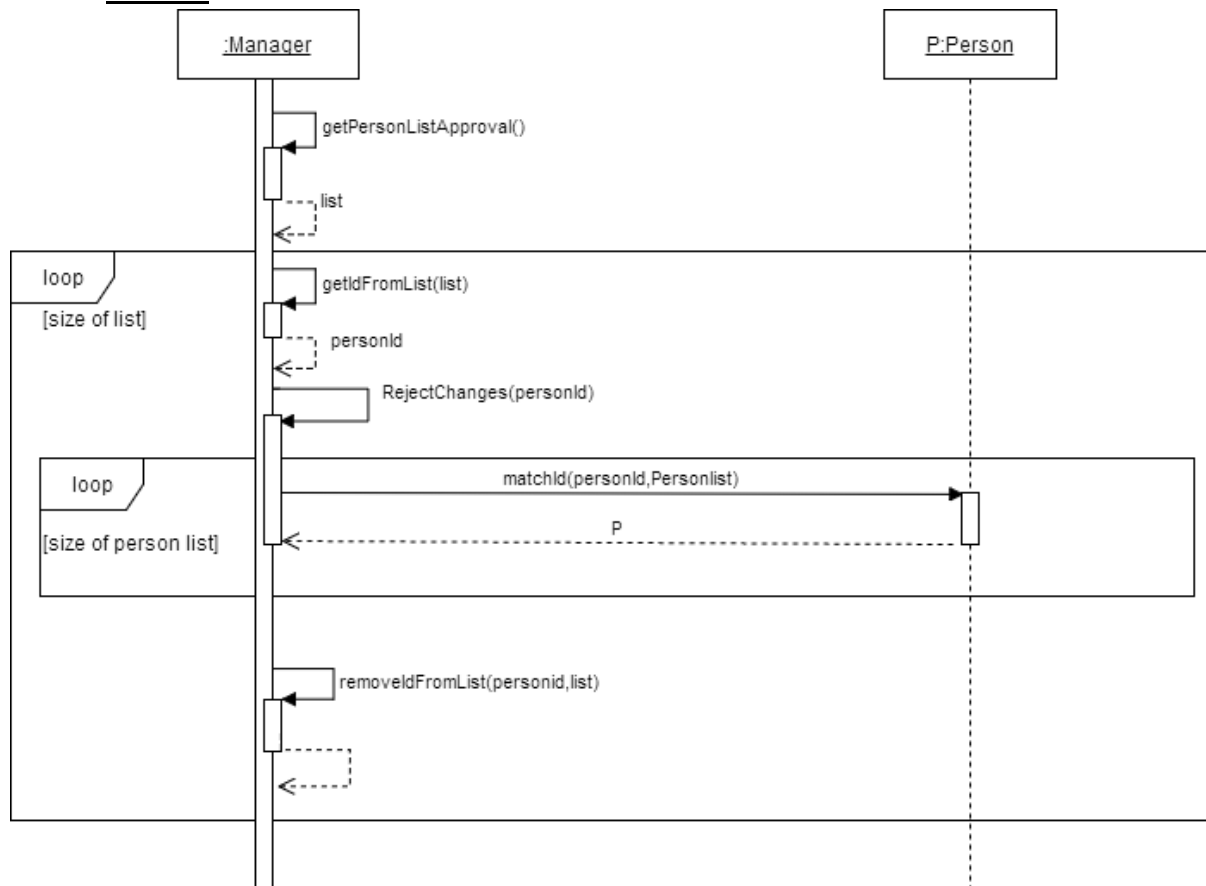 :Manager
P:Person
getPersonListApproval()
list
loop
getIdFromList(list)
[size of list]
personId
RejectChanges(personId)
loop
matchId(personId,Personlist)
P
[size of person list]
removeIdFromList(personid,list)